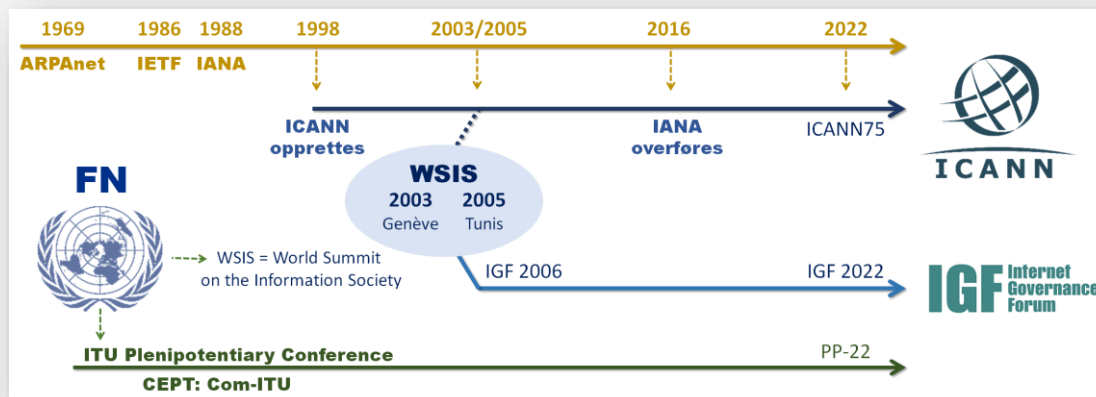 1969 1986 1988 1998 2003/2005 2016 2022
ARPAnet IETF IANA
ICANN opprettes
IANA overføres
ICANN75
ICANN
WSIS
2003 2005
Genève Tunis
FN
WSIS = World Summit
on the Information Society
IGF 2006
IGF 2022
IGF Internet
Governance
Forum
ITU Plenipotentiary Conference
PP-22
CEPT: Com-ITU